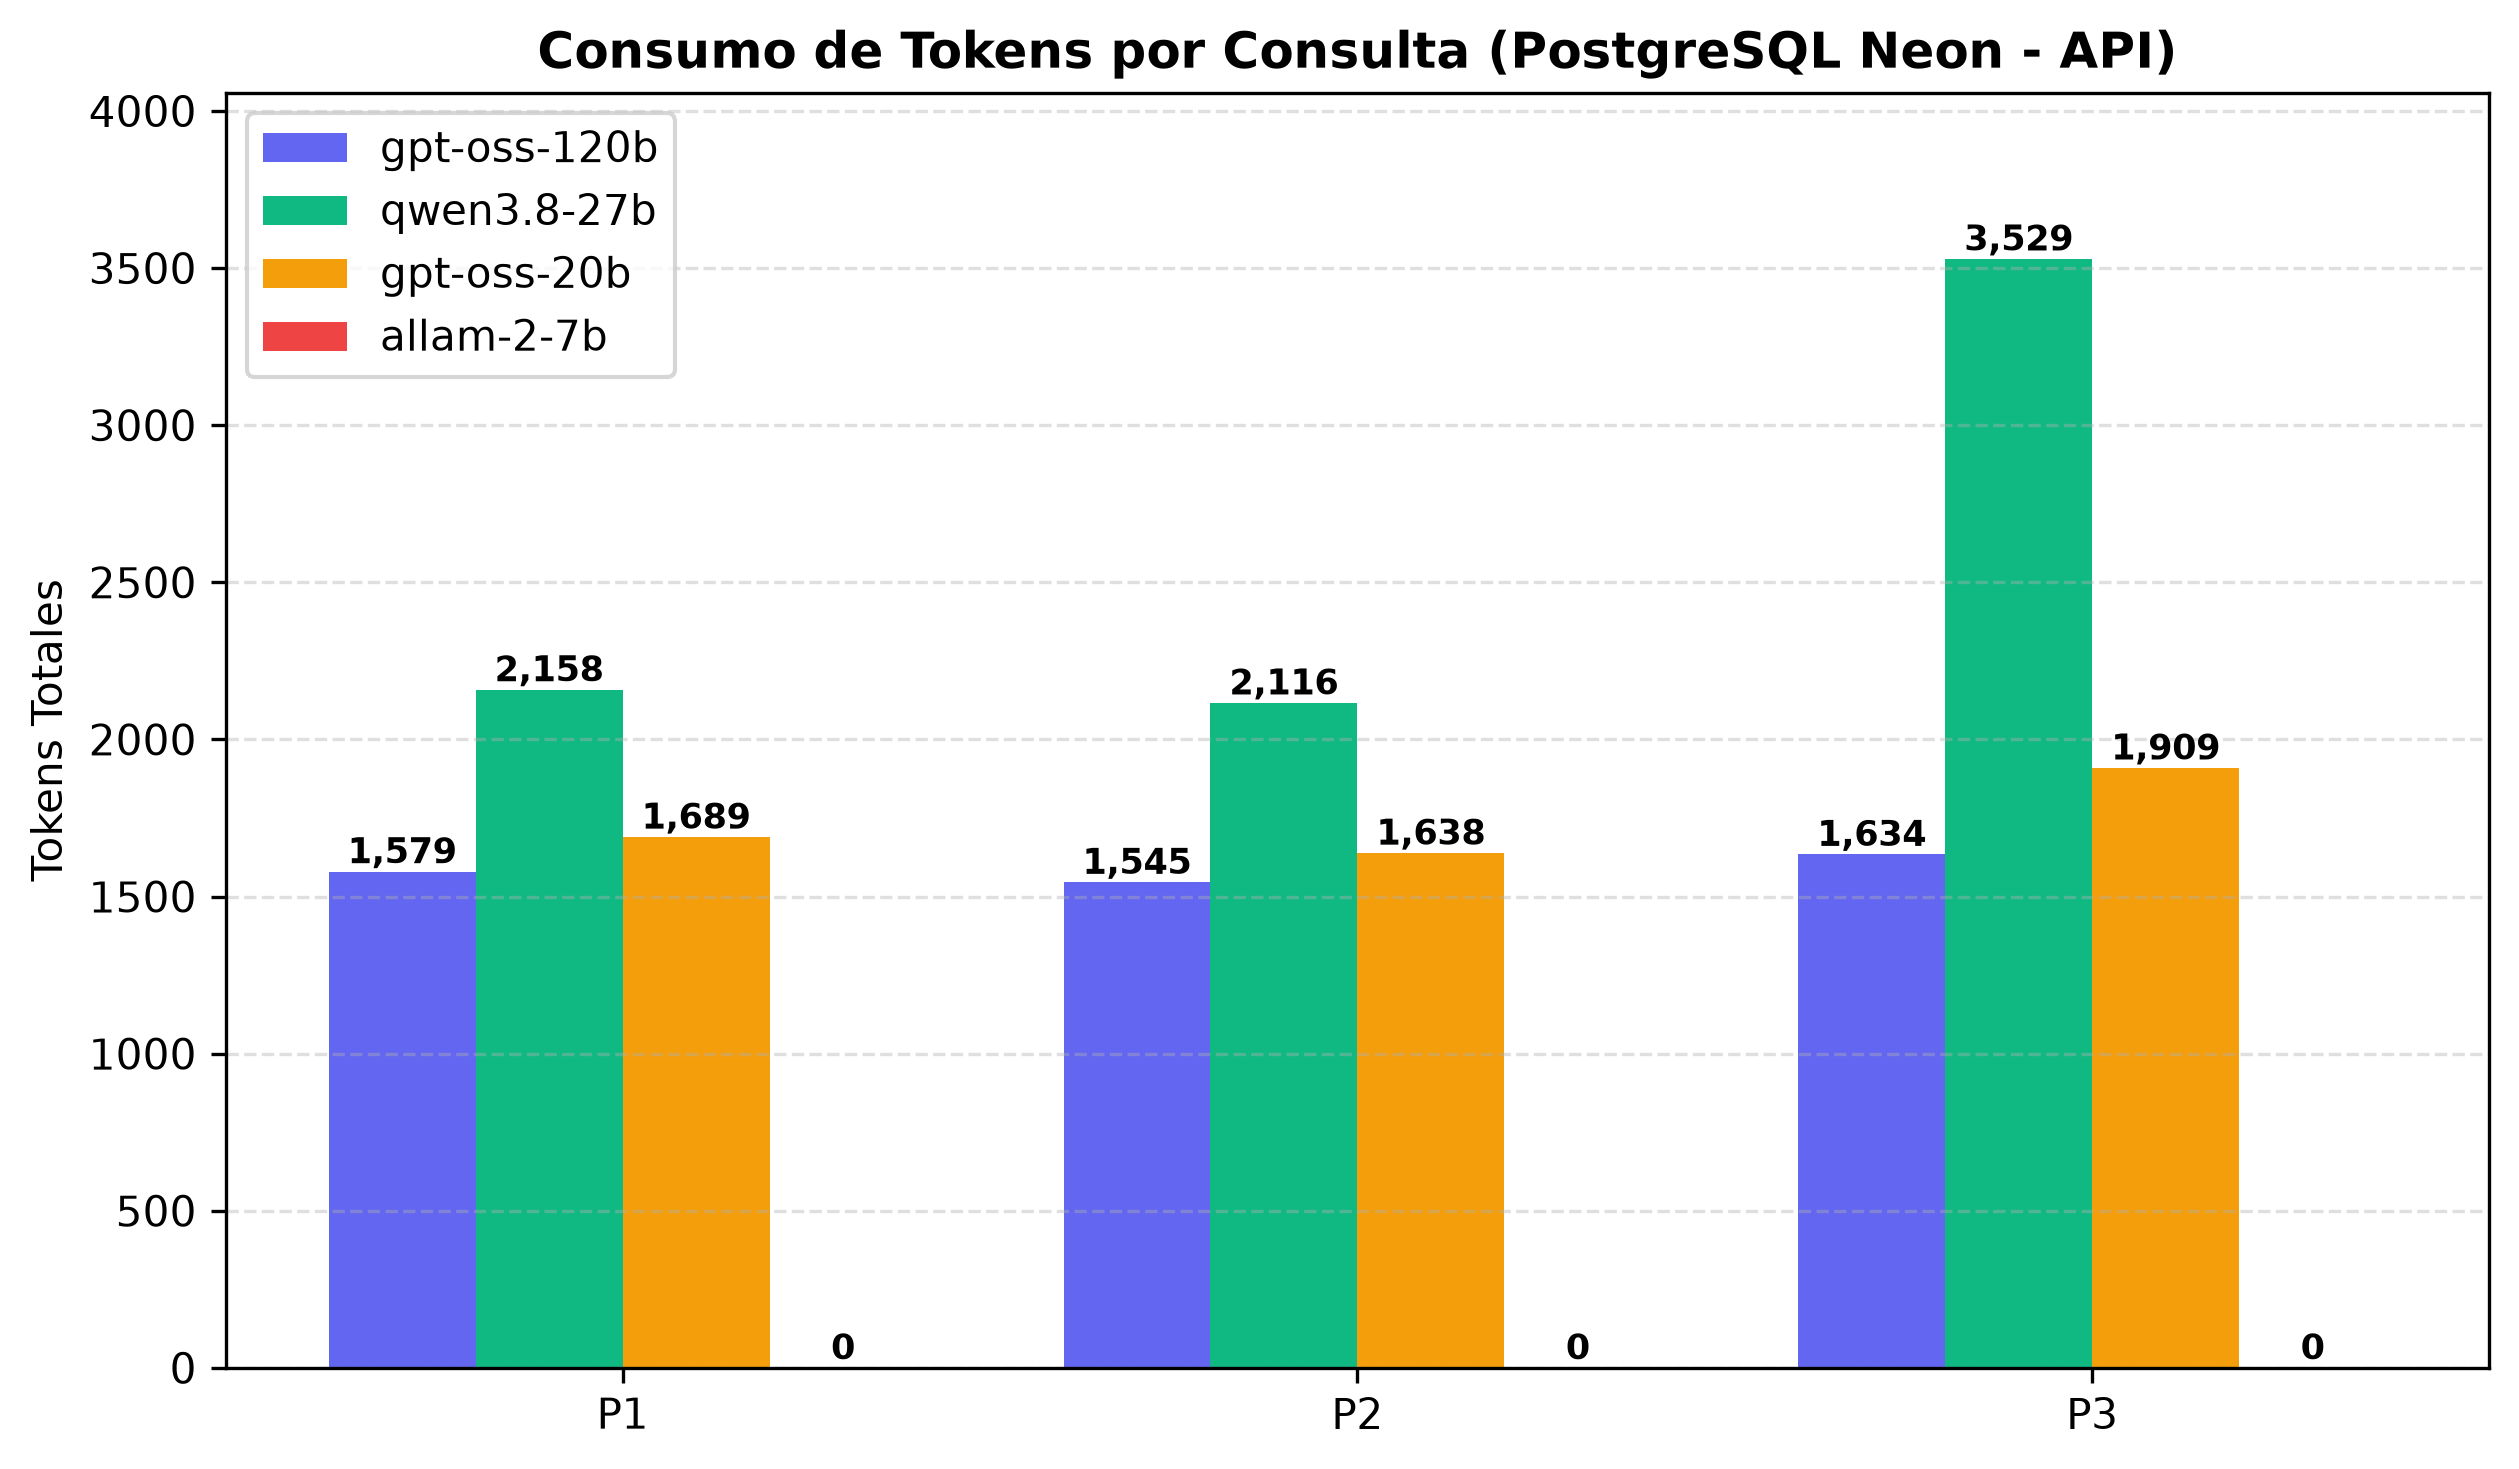 Consumo de Tokens por Consulta (PostgreSQL Neon - API)
Tokens Totales
4000
3500
3000
2500
2000
1500
1000
500
0
gpt-oss-120b
qwen3.8-27b
gpt-oss-20b
allam-2-7b
1,579
2,158
1,689
0
1,545
2,116
1,638
0
1,634
3,529
1,909
0
P1
P2
P3